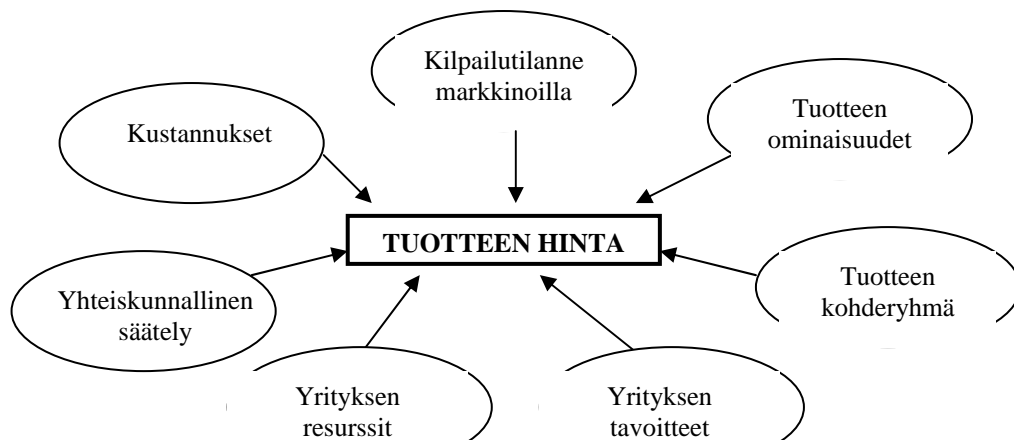 Kilpailutilanne
markkinoilla
Kustannukset
Tuotteen
ominaisuudet
TUOTTEEN HINTA
Yhteiskunnallinen
säätely
Tuotteen
kohderyhmä
Yrityksen
resurssit
Yrityksen
tavoitteet